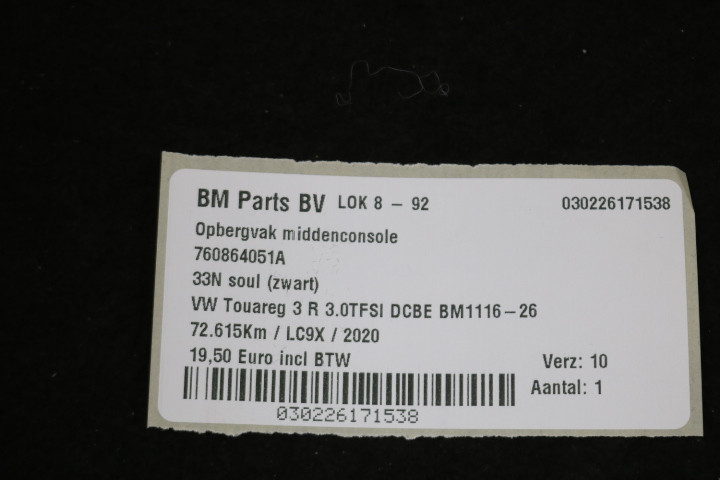 BM Parts BV LOK 8 – 92 030226171538
Opbergvak middenconsole
760864051A
33N soul (zwart)
VW Touareg 3 R 3.0TFSI DCBE BM1116–26
72.615Km / LC9X / 2020
19,50 Euro incl BTW Verz: 10
Aantal: 1
030226171538